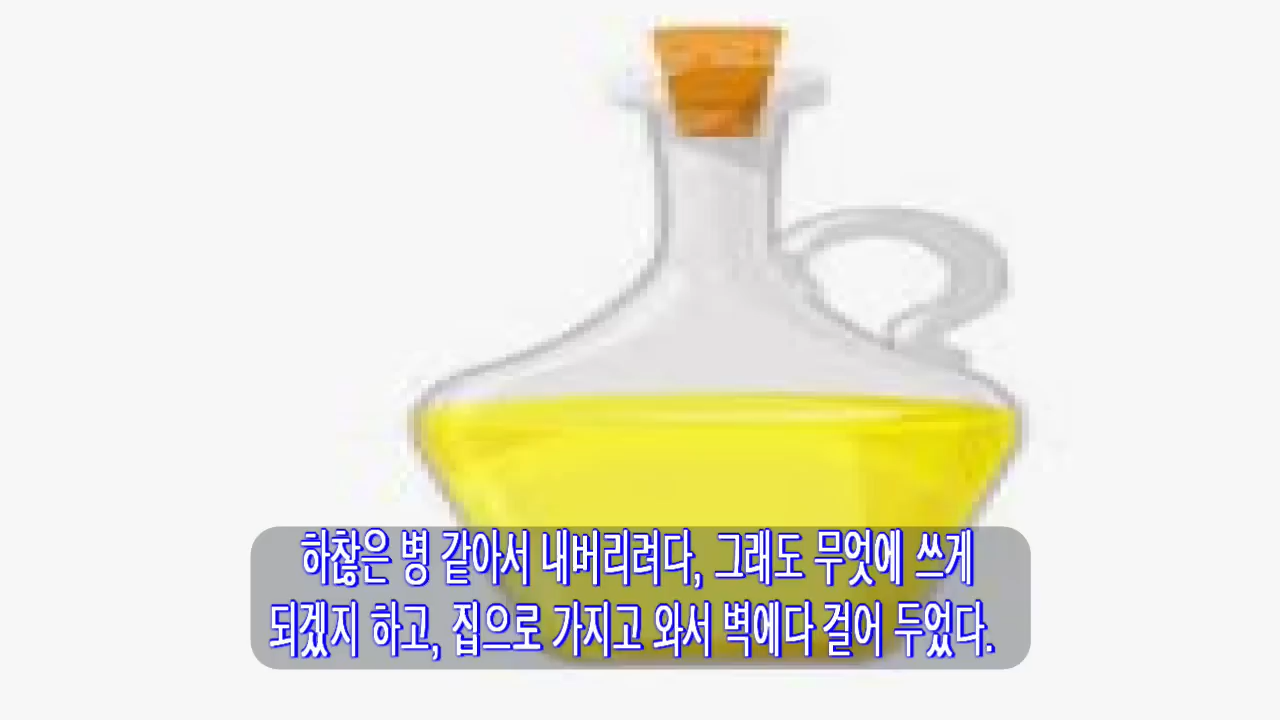 하찮은 병 같아서 내버리려다, 그래도 무엇에 쓰게
되겠지 하고, 집으로 가지고 와서 벽에다 걸어 두었다.